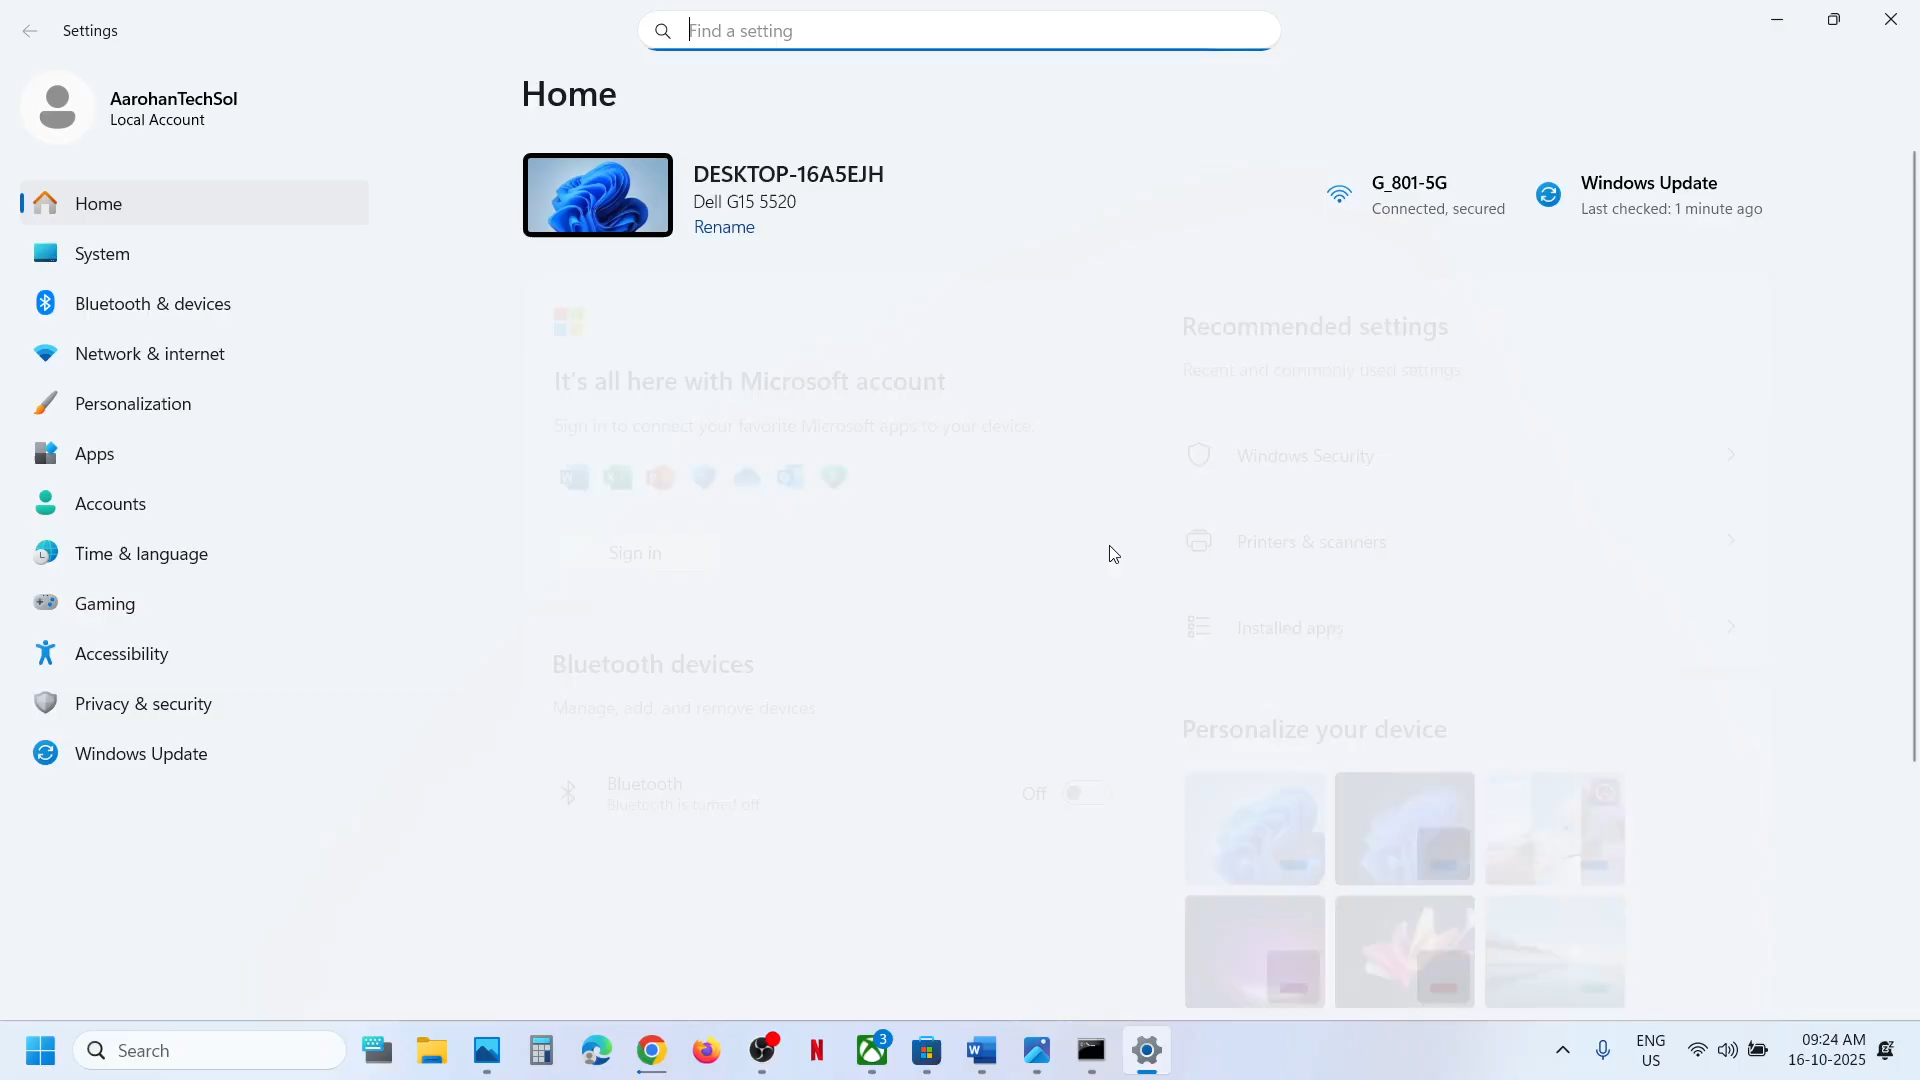 Settings
Find a setting
AarohanTechSol
Local Account
Home
System
Bluetooth & devices
Network & internet
Personalization
Apps
Accounts
Time & language
Gaming
Accessibility
Privacy & security
Windows Update
Home
DESKTOP-16A5EJH
Dell G15 5520
Rename
G_801-5G
Connected, secured
Windows Update
Last checked: 1 minute ago
It's all here with Microsoft account
Sign in to connect your favorite Microsoft apps to your device.
Sign in
Bluetooth devices
Manage, add, and remove devices
Bluetooth
Bluetooth is turned off
Off
Recommended settings
Recent and commonly used settings
Windows Security
Printers & scanners
Installed apps
Personalize your device
Search
3
ENG
US
09:24 AM
16-10-2025